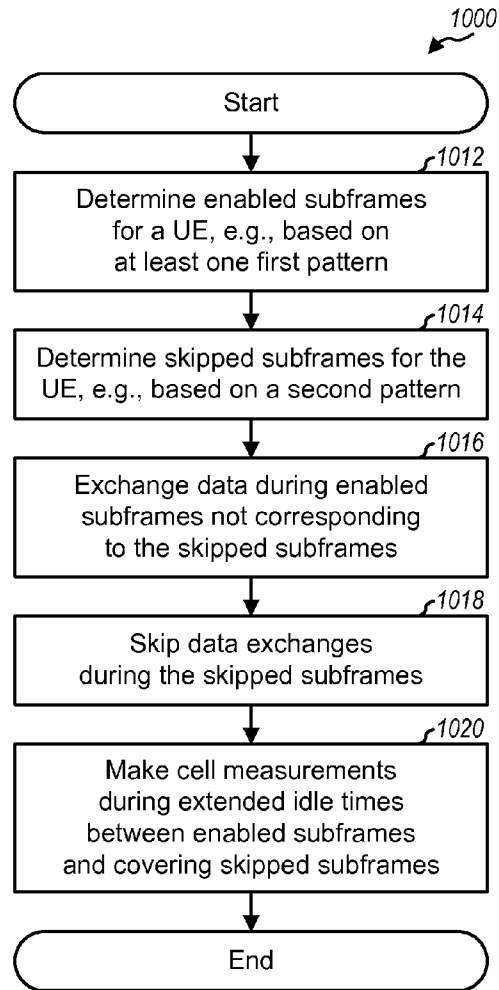 1000
Start
1012
Determine enabled subframes
for a UE, e.g., based on
at least one first pattern
1014
Determine skipped subframes for the
UE, e.g., based on a second pattern
1016
Exchange data during enabled
subframes not corresponding
to the skipped subframes
1018
Skip data exchanges
during the skipped subframes
1020
Make cell measurements
during extended idle times
between enabled subframes
and covering skipped subframes
End